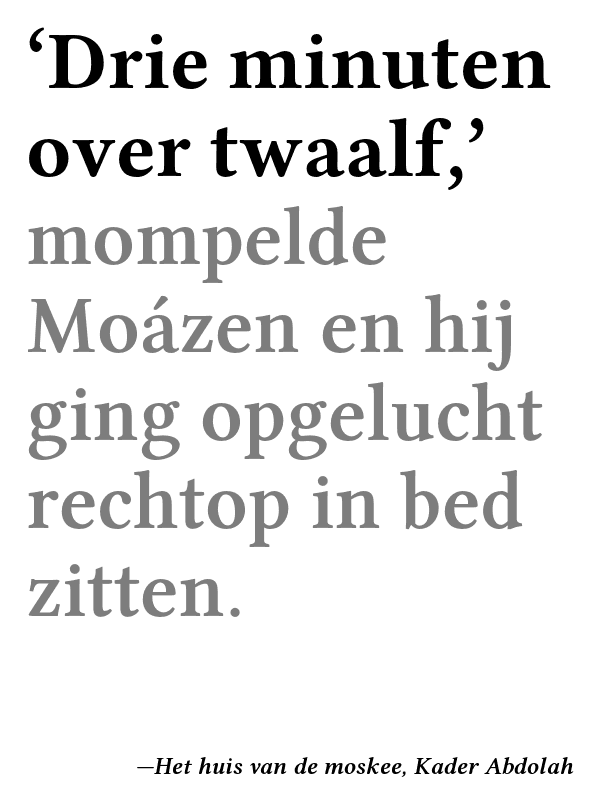 ‘Drie minuten
over twaalf,’
mompelde
Moázen en hij
ging opgelucht
rechtop in bed
zitten.
—Het huis van de moskee, Kader Abdolah